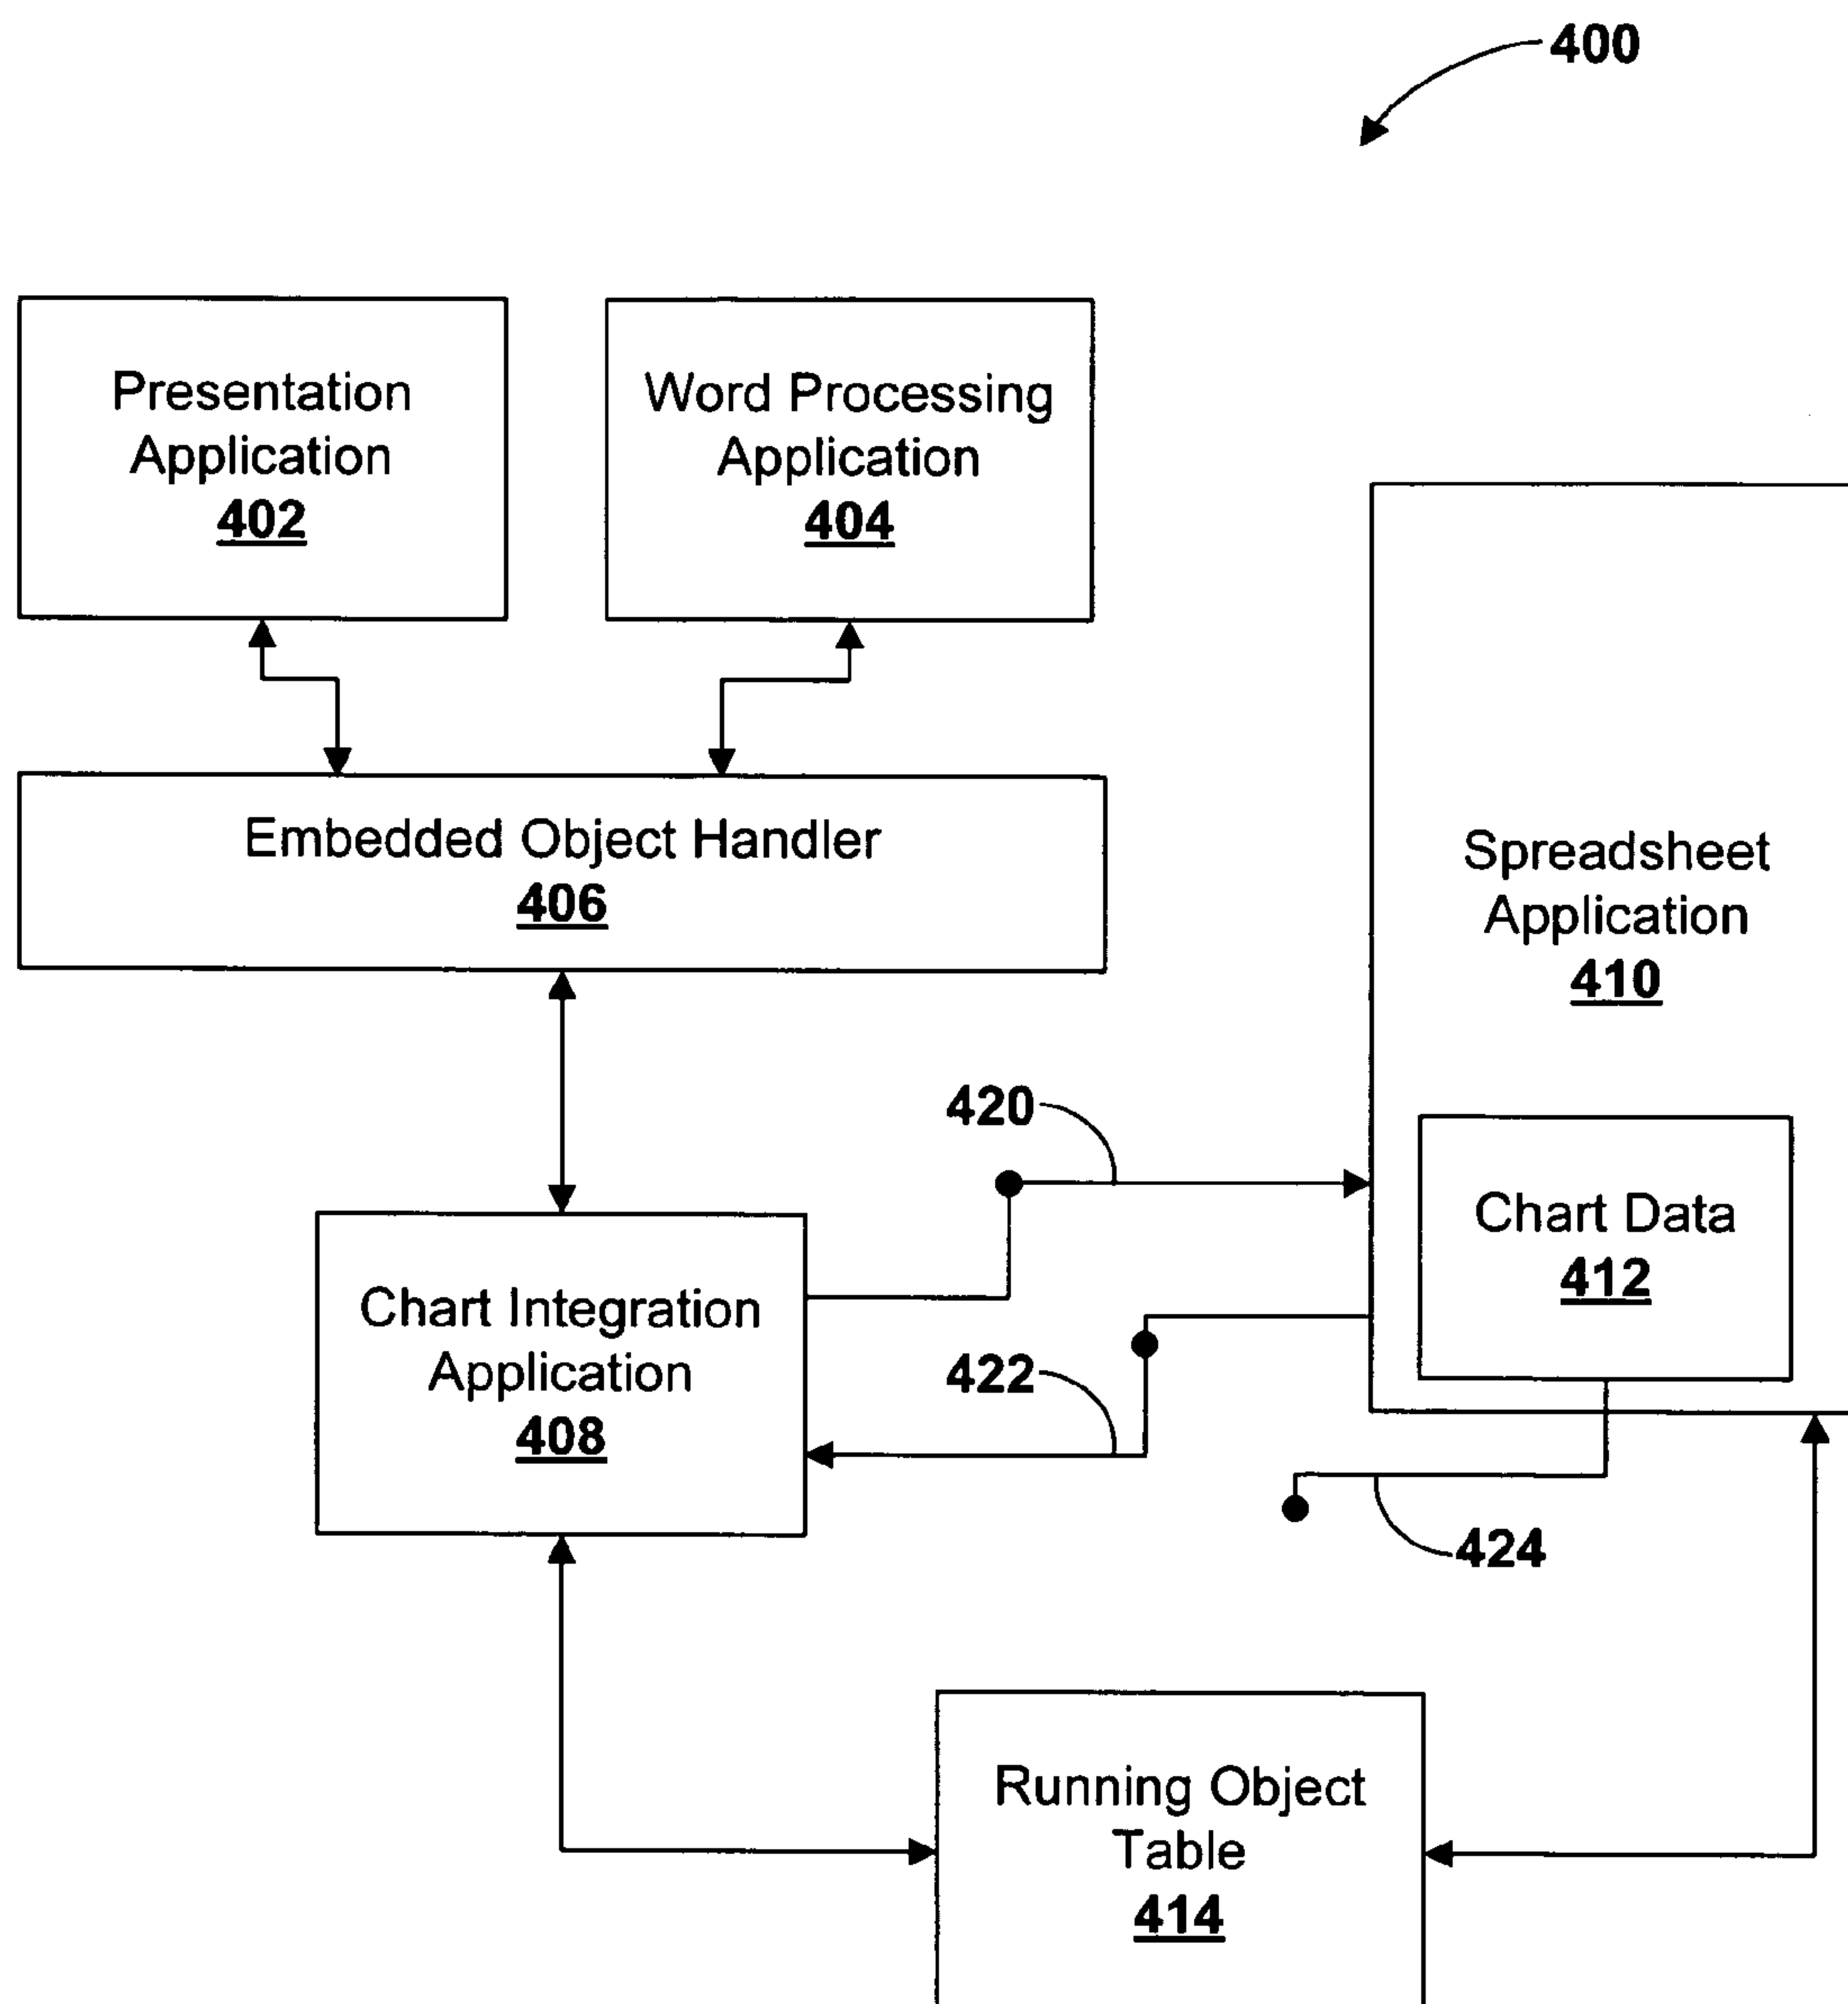 400
Presentation
Application
402
Word Processing
Application
404
Embedded Object Handler
406
Spreadsheet
Application
410
420
Chart Data
412
Chart Integration
Application
408
422
424
Running Object
Table
414